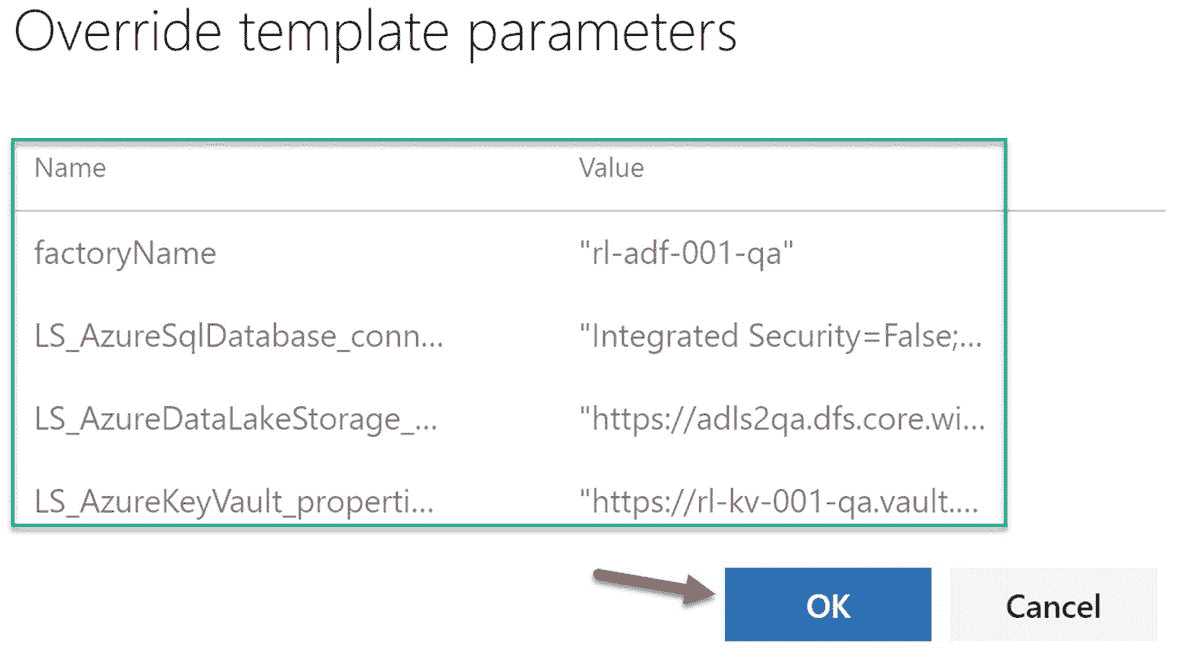 Override template parameters
Name Value
factoryName "rl-adf-001-qa"
LS_AzureSqlDatabase_conn... "Integrated Security=False;...
LS_AzureDataLakeStorage_... "https://adls2qa.dfs.core.wi...
LS_AzureKeyVault_properti... "https://rl-kv-001-qa.vault....
OK Cancel